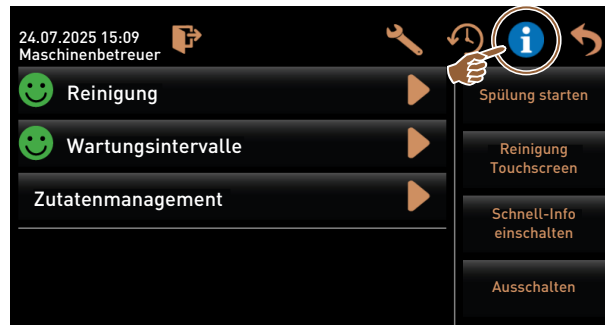 24.07.2025 15:09
Maschinenbetreuer
Reinigung
Wartungsintervalle
Zutatenmanagement
Spülung starten
Reinigung
Touchscreen
Schnell-Info
einschalten
Ausschalten